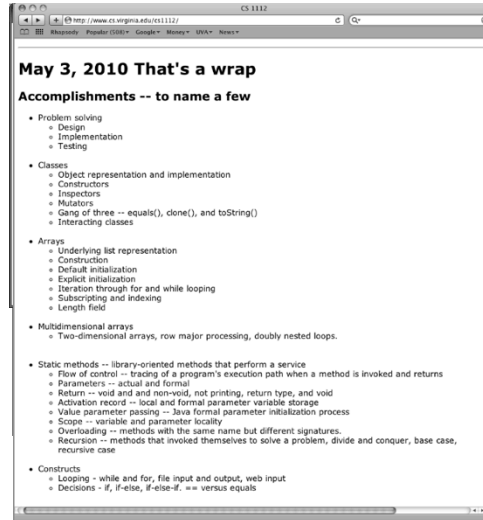 CS 1112
http://www.cs.virginia.edu/cs1112/
Rhapsody Popular (508) Google Money UVA News
May 3, 2010 That's a wrap
Accomplishments -- to name a few
• Problem solving
◦ Design
◦ Implementation
◦ Testing
• Classes
◦ Object representation and implementation
◦ Constructors
◦ Inspectors
◦ Mutators
◦ Gang of three -- equals(), clone(), and toString()
◦ Interacting classes
• Arrays
◦ Underlying list representation
◦ Construction
◦ Default initialization
◦ Explicit initialization
◦ Iteration through for and while looping
◦ Subscripting and indexing
◦ Length field
• Multidimensional arrays
◦ Two-dimensional arrays, row major processing, doubly nested loops.
• Static methods -- library-oriented methods that perform a service
◦ Flow of control -- tracing of a program's execution path when a method is invoked and returns
◦ Parameters -- actual and formal
◦ Return -- void and and non-void, not printing, return type, and void
◦ Activation record -- local and formal parameter variable storage
◦ Value parameter passing -- Java formal parameter initialization process
◦ Scope -- variable and parameter locality
◦ Overloading -- methods with the same name but different signatures.
◦ Recursion -- methods that invoked themselves to solve a problem, divide and conquer, base case,
recursive case
• Constructs
◦ Looping - while and for, file input and output, web input
◦ Decisions - if, if-else, if-else-if. == versus equals